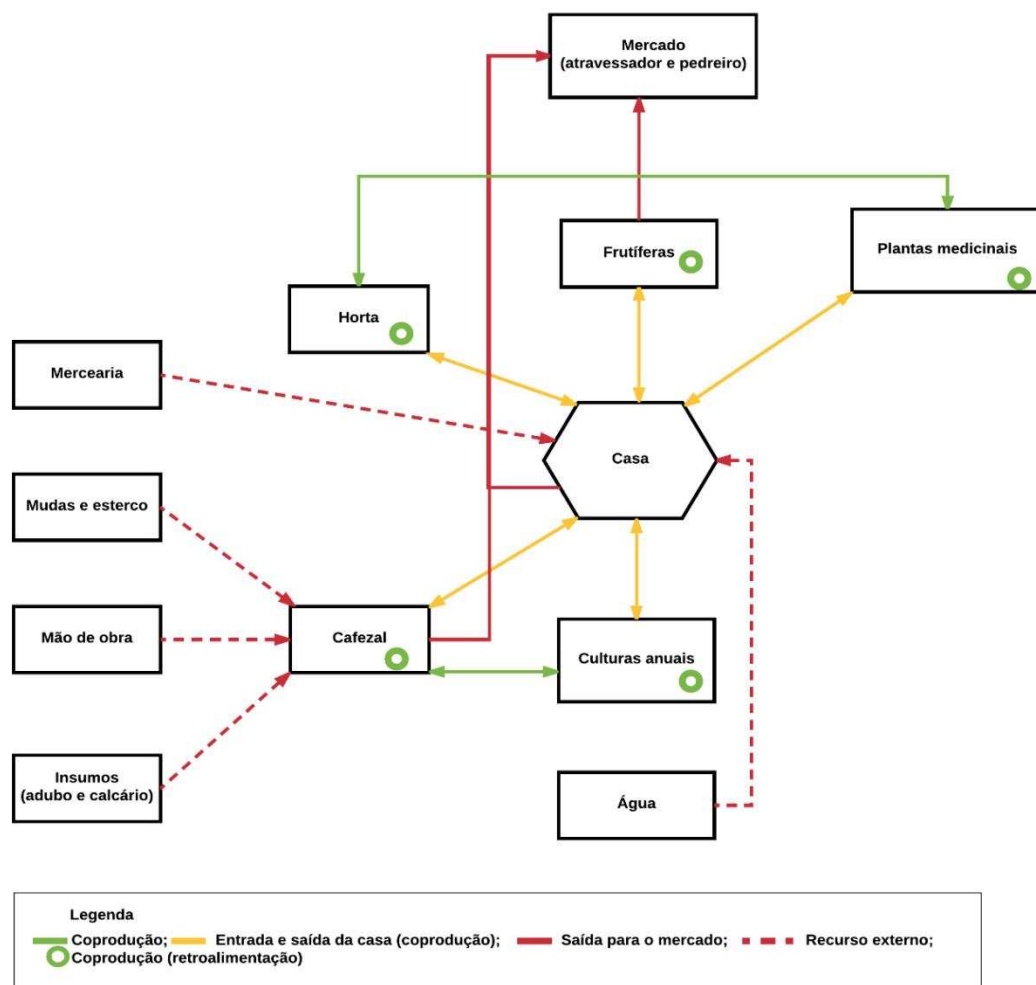 Mercado
(atravessador e pedreiro)
Frutíferas
Plantas medicinais
Horta
Mercearia
Casa
Mudas e esterco
Mão de obra
Cafezal
Culturas anuais
Insumos
(adubo e calcário)
Água
Legenda
Coprodução; Entrada e saída da casa (coprodução); Saída para o mercado; Recurso externo;
Coprodução (retroalimentação)